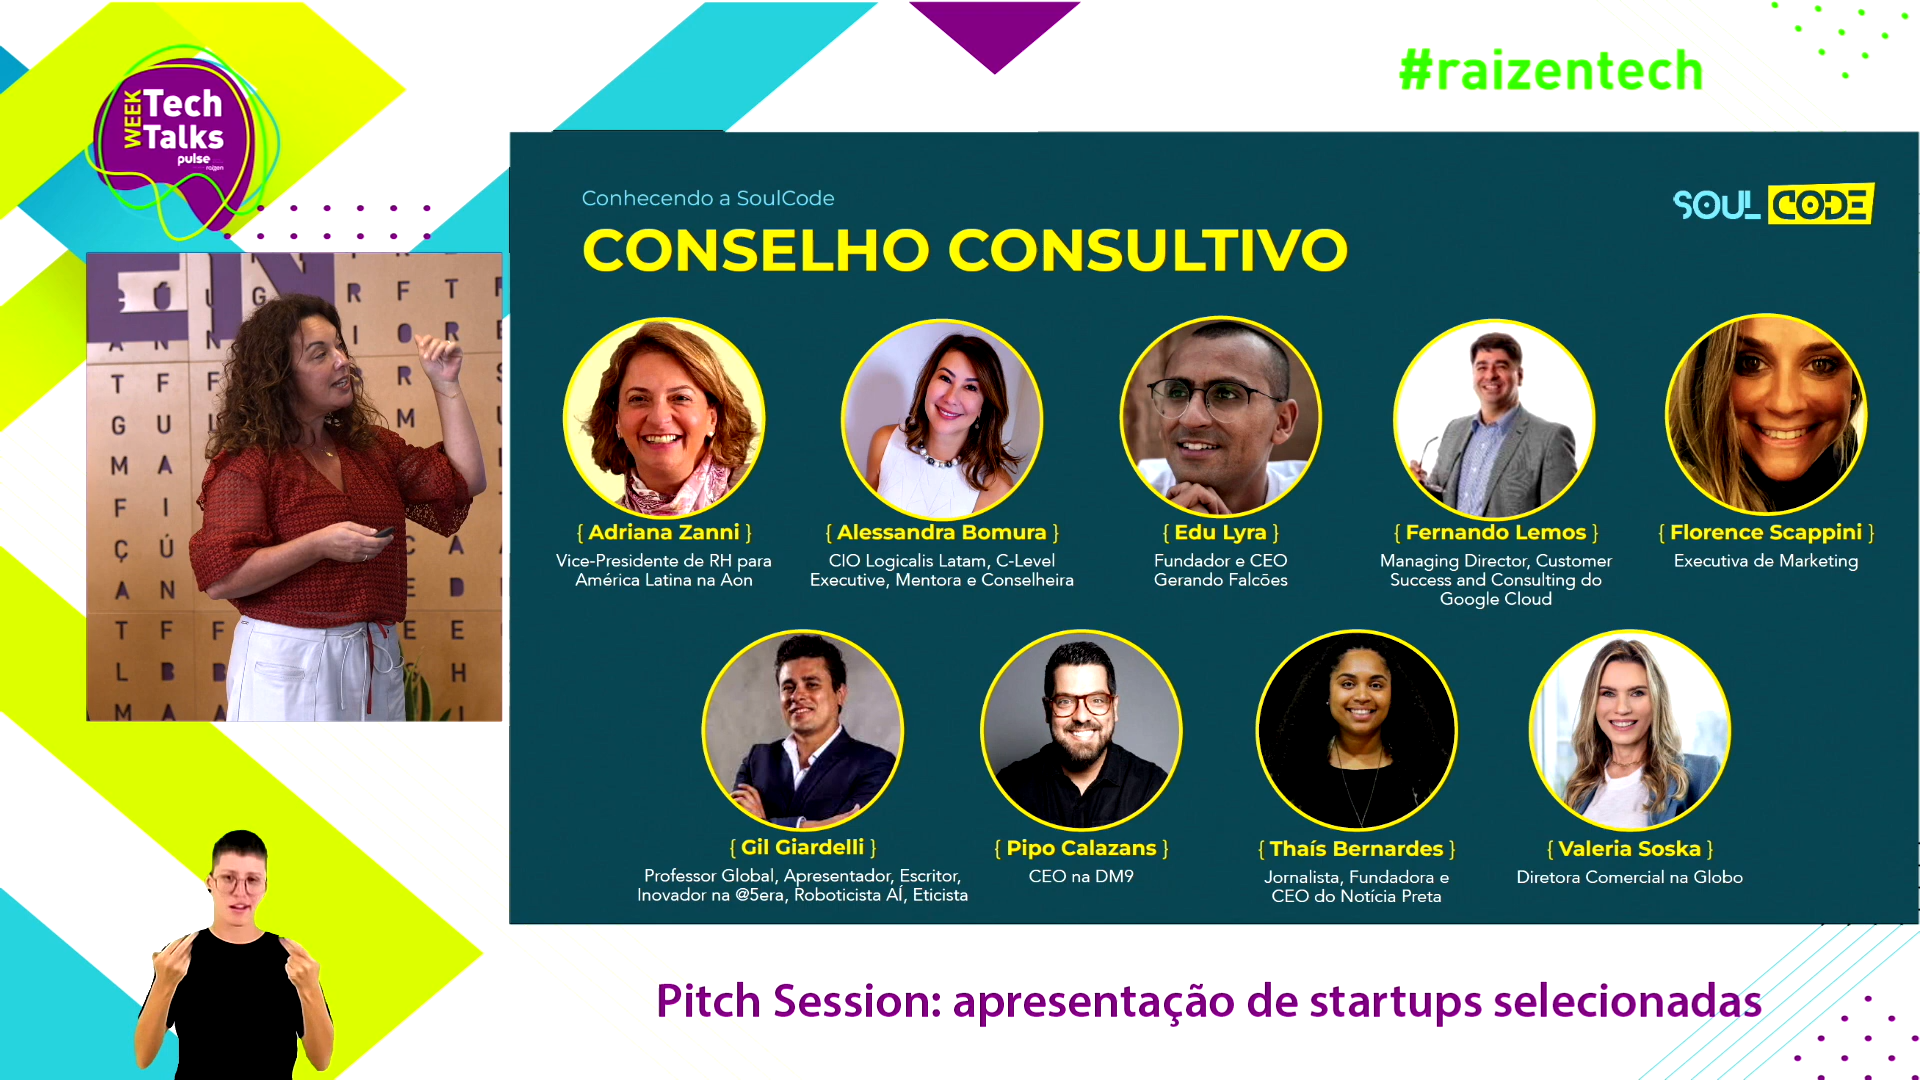 WEEK
Tech
Talks
pulse
raízen
#raizentech
Conhecendo a SoulCode
SOUL CODE
CONSELHO CONSULTIVO
{ Adriana Zanni }
Vice-Presidente de RH para
América Latina na Aon
{ Alessandra Bomura }
CIO Logicalis Latam, C-Level
Executive, Mentora e Conselheira
{ Edu Lyra }
Fundador e CEO
Gerando Falcões
{ Fernando Lemos }
Managing Director, Customer
Success and Consulting do
Google Cloud
{ Florence Scappini }
Executiva de Marketing
{ Gil Giardelli }
Professor Global, Apresentador, Escritor,
Inovador na @5era, Roboticista AÍ, Eticista
{ Pipo Calazans }
CEO na DM9
{ Thaís Bernardes }
Jornalista, Fundadora e
CEO do Notícia Preta
{ Valeria Soska }
Diretora Comercial na Globo
Pitch Session: apresentação de startups selecionadas